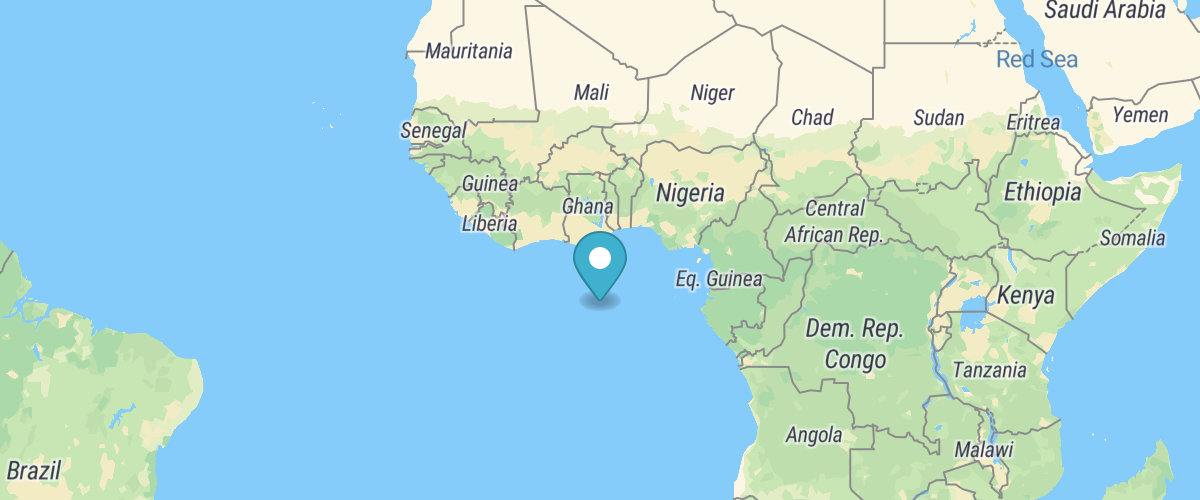 Saudi Arabia
Mauritania
Red Sea
Mali
Niger
Chad
Sudan
Yemen
Eritrea
Senegal
Guinea
Nigeria
Ethiopia
Ghana
Central
African Rep.
Liberia
Somalia
Eq. Guinea
Kenya
Dem. Rep.
Congo
Tanzania
Angola
Malawi
Brazil